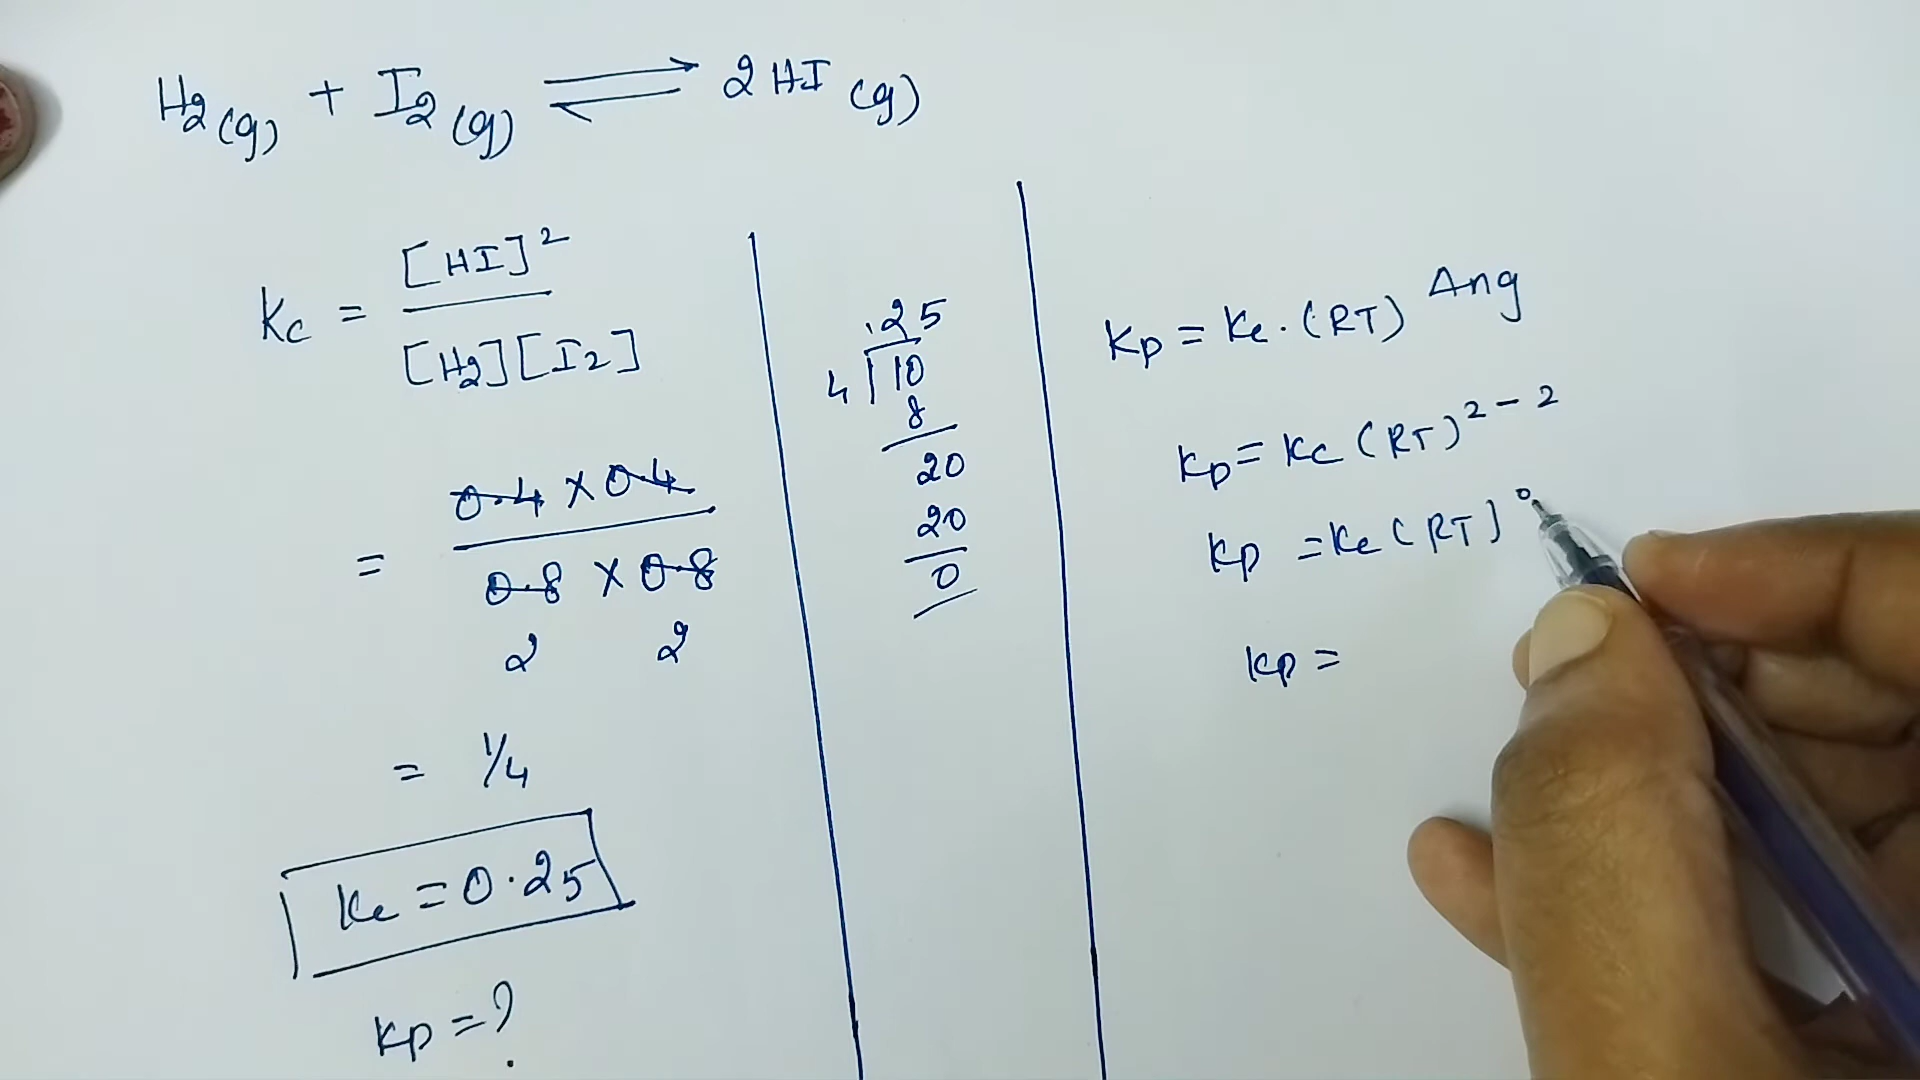 H2(g) + I2(g) ⇌ 2HI(g)
Kc = [HI]² / [H2][I2]
= 0.4 × 0.4 / 0.8 × 0.8
2 2
= 1/4
Kc = 0.25
Kp = ?
.25
4 10
8
20
20
0
Kp = Kc . (RT) Δng
Kp = Kc (RT)²⁻²
Kp = Kc (RT)⁰
Kp =